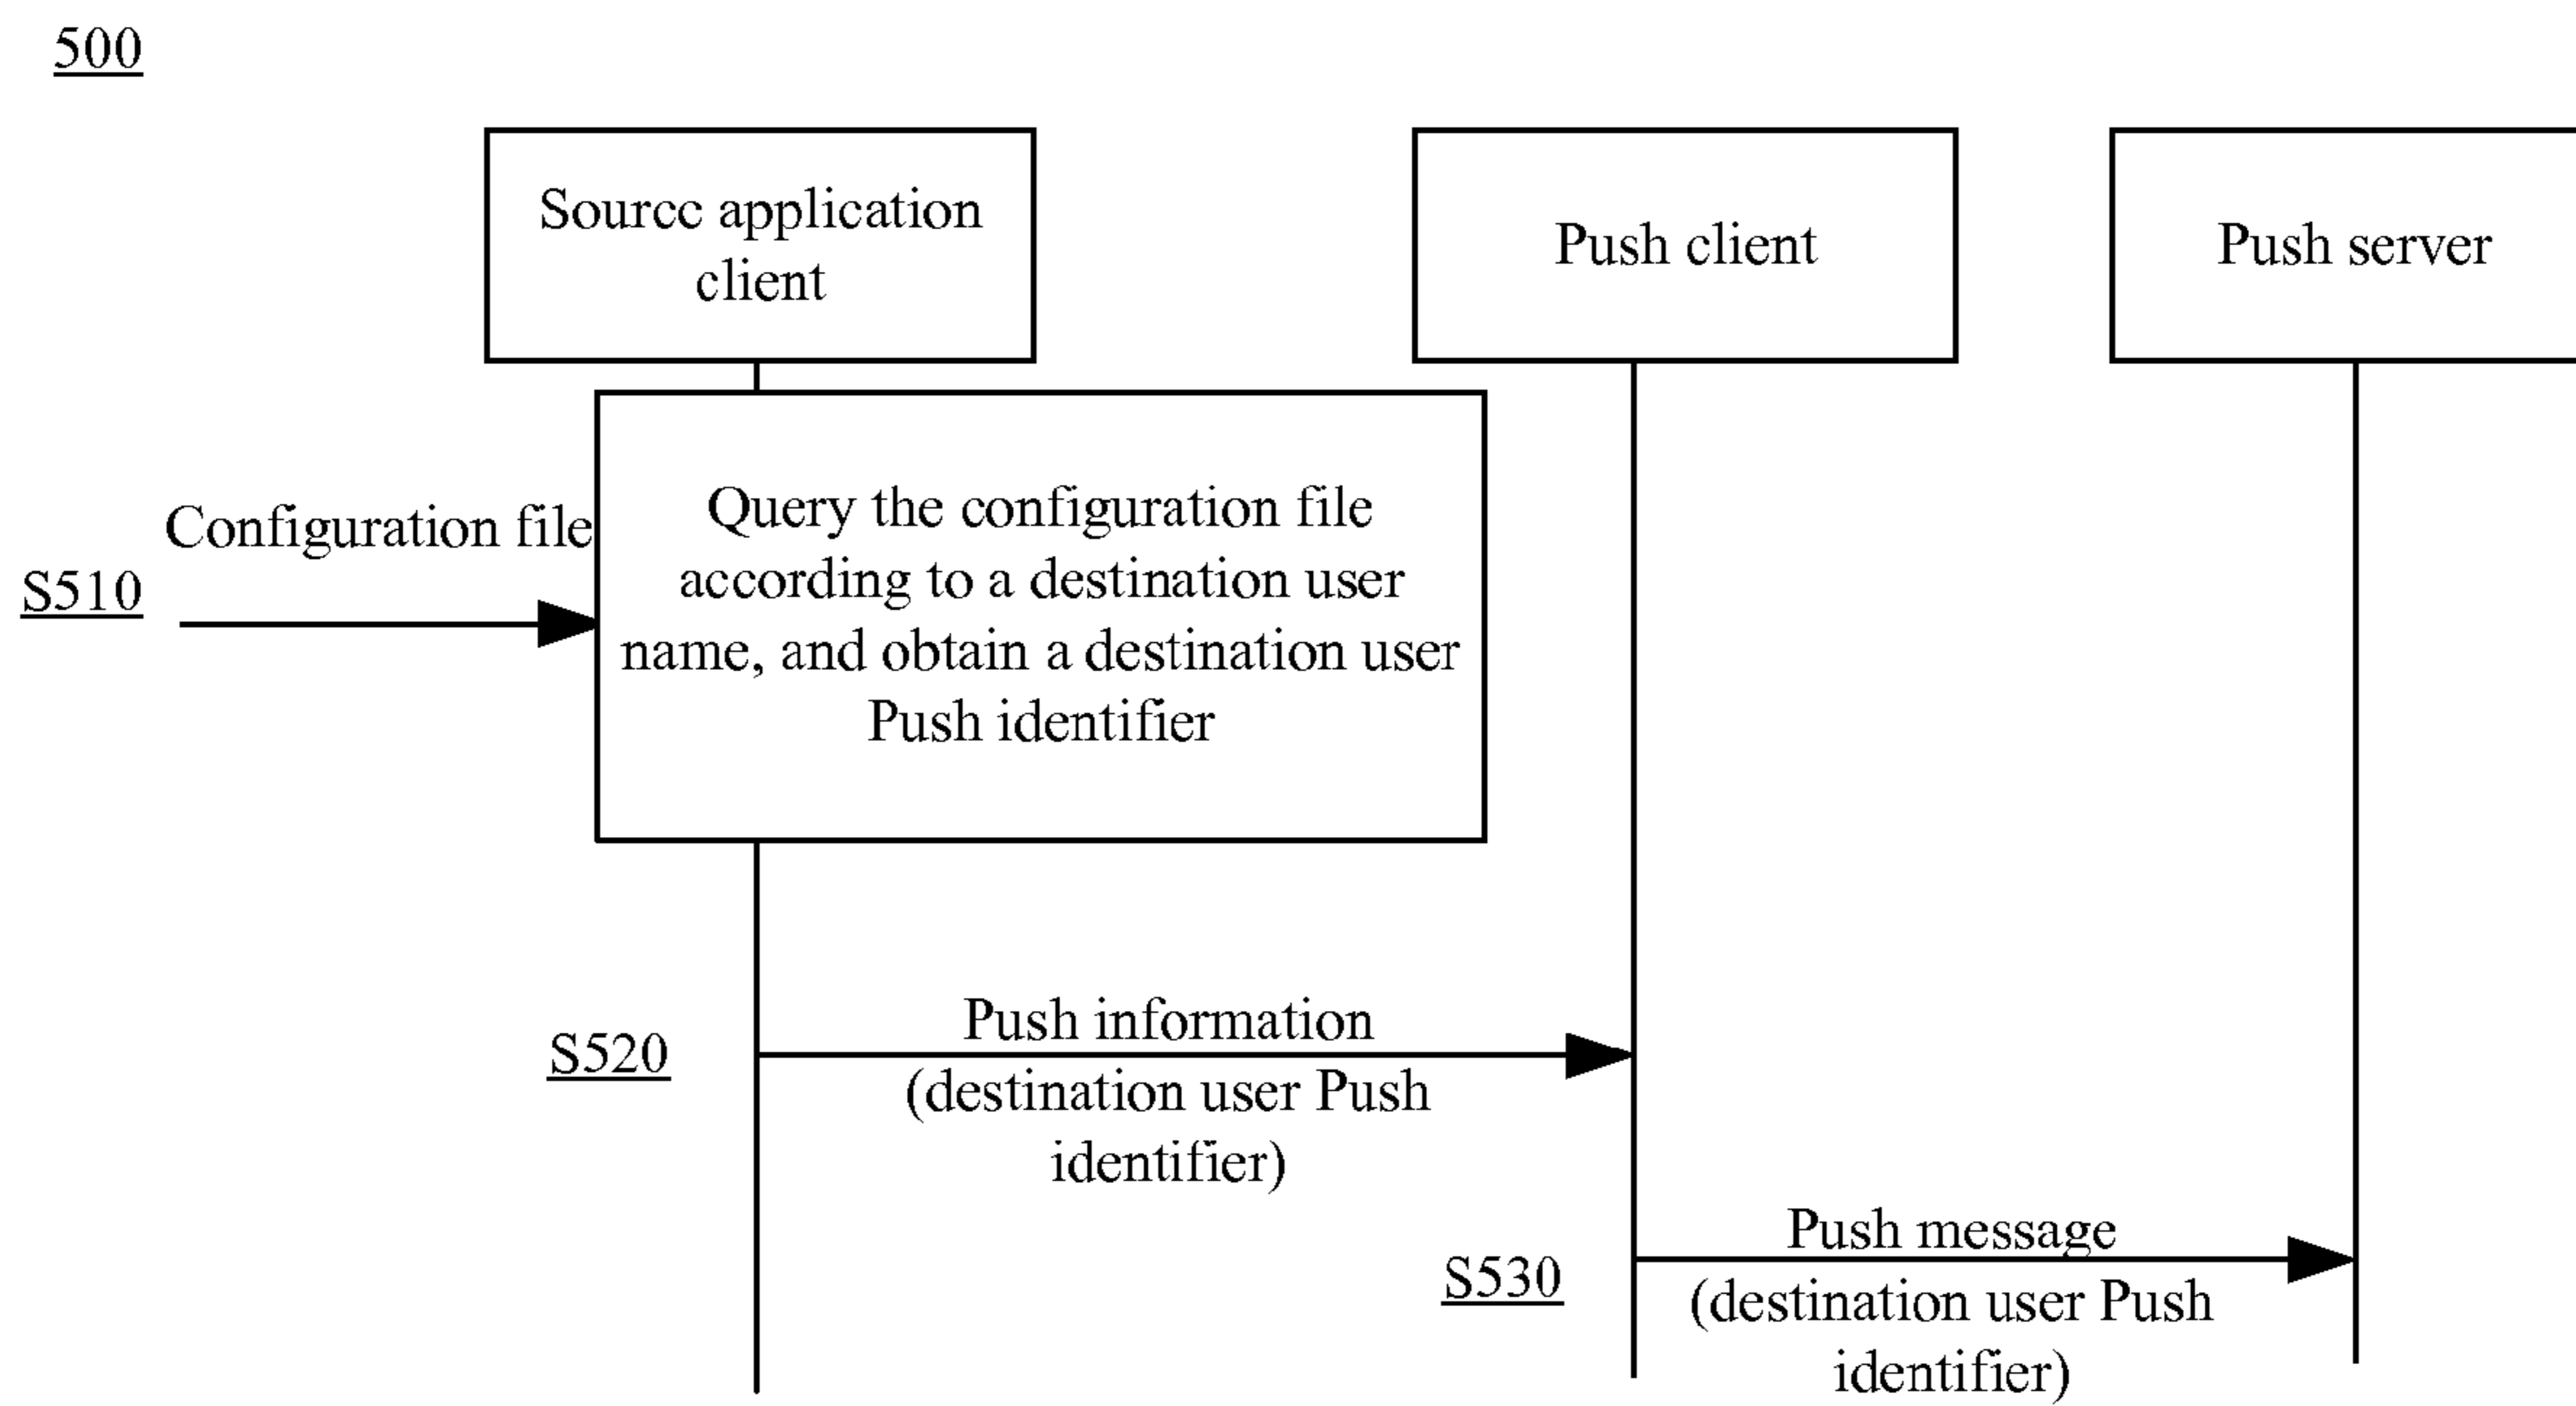 500
Source application
client
Push client
Push server
Configuration file
S510
Query the configuration file
according to a destination user
name, and obtain a destination user
Push identifier
S520
Push information
(destination user Push
identifier)
S530
Push message
(destination user Push
identifier)